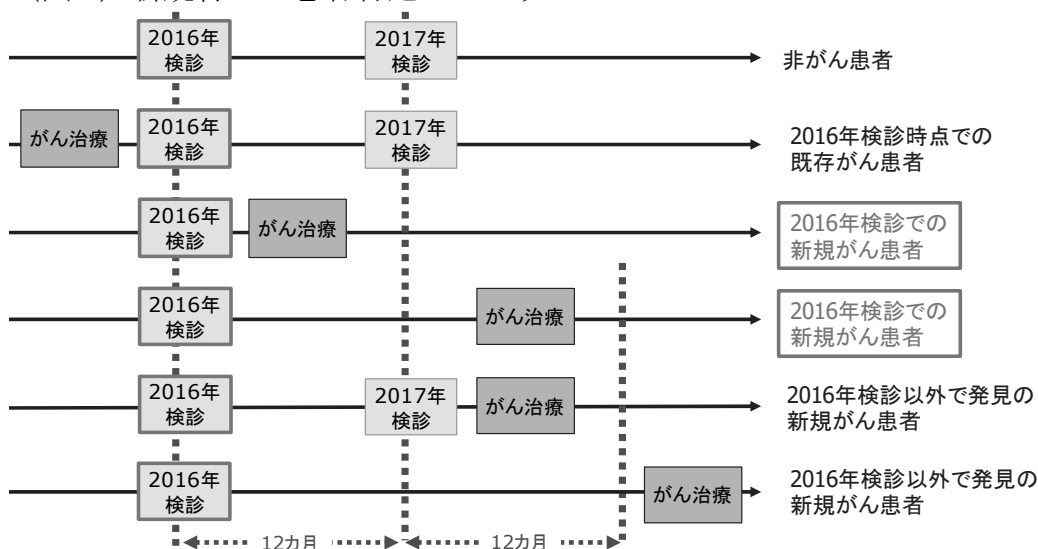 2016年
検診
2017年
検診
非がん患者
がん治療
2016年
検診
2017年
検診
2016年検診時点での
既存がん患者
2016年
検診
がん治療
2016年検診での
新規がん患者
2016年
検診
がん治療
2016年検診での
新規がん患者
2016年
検診
2017年
検診
がん治療
2016年検診以外で発見の
新規がん患者
2016年
検診
がん治療
2016年検診以外で発見の
新規がん患者
12カ月
12カ月